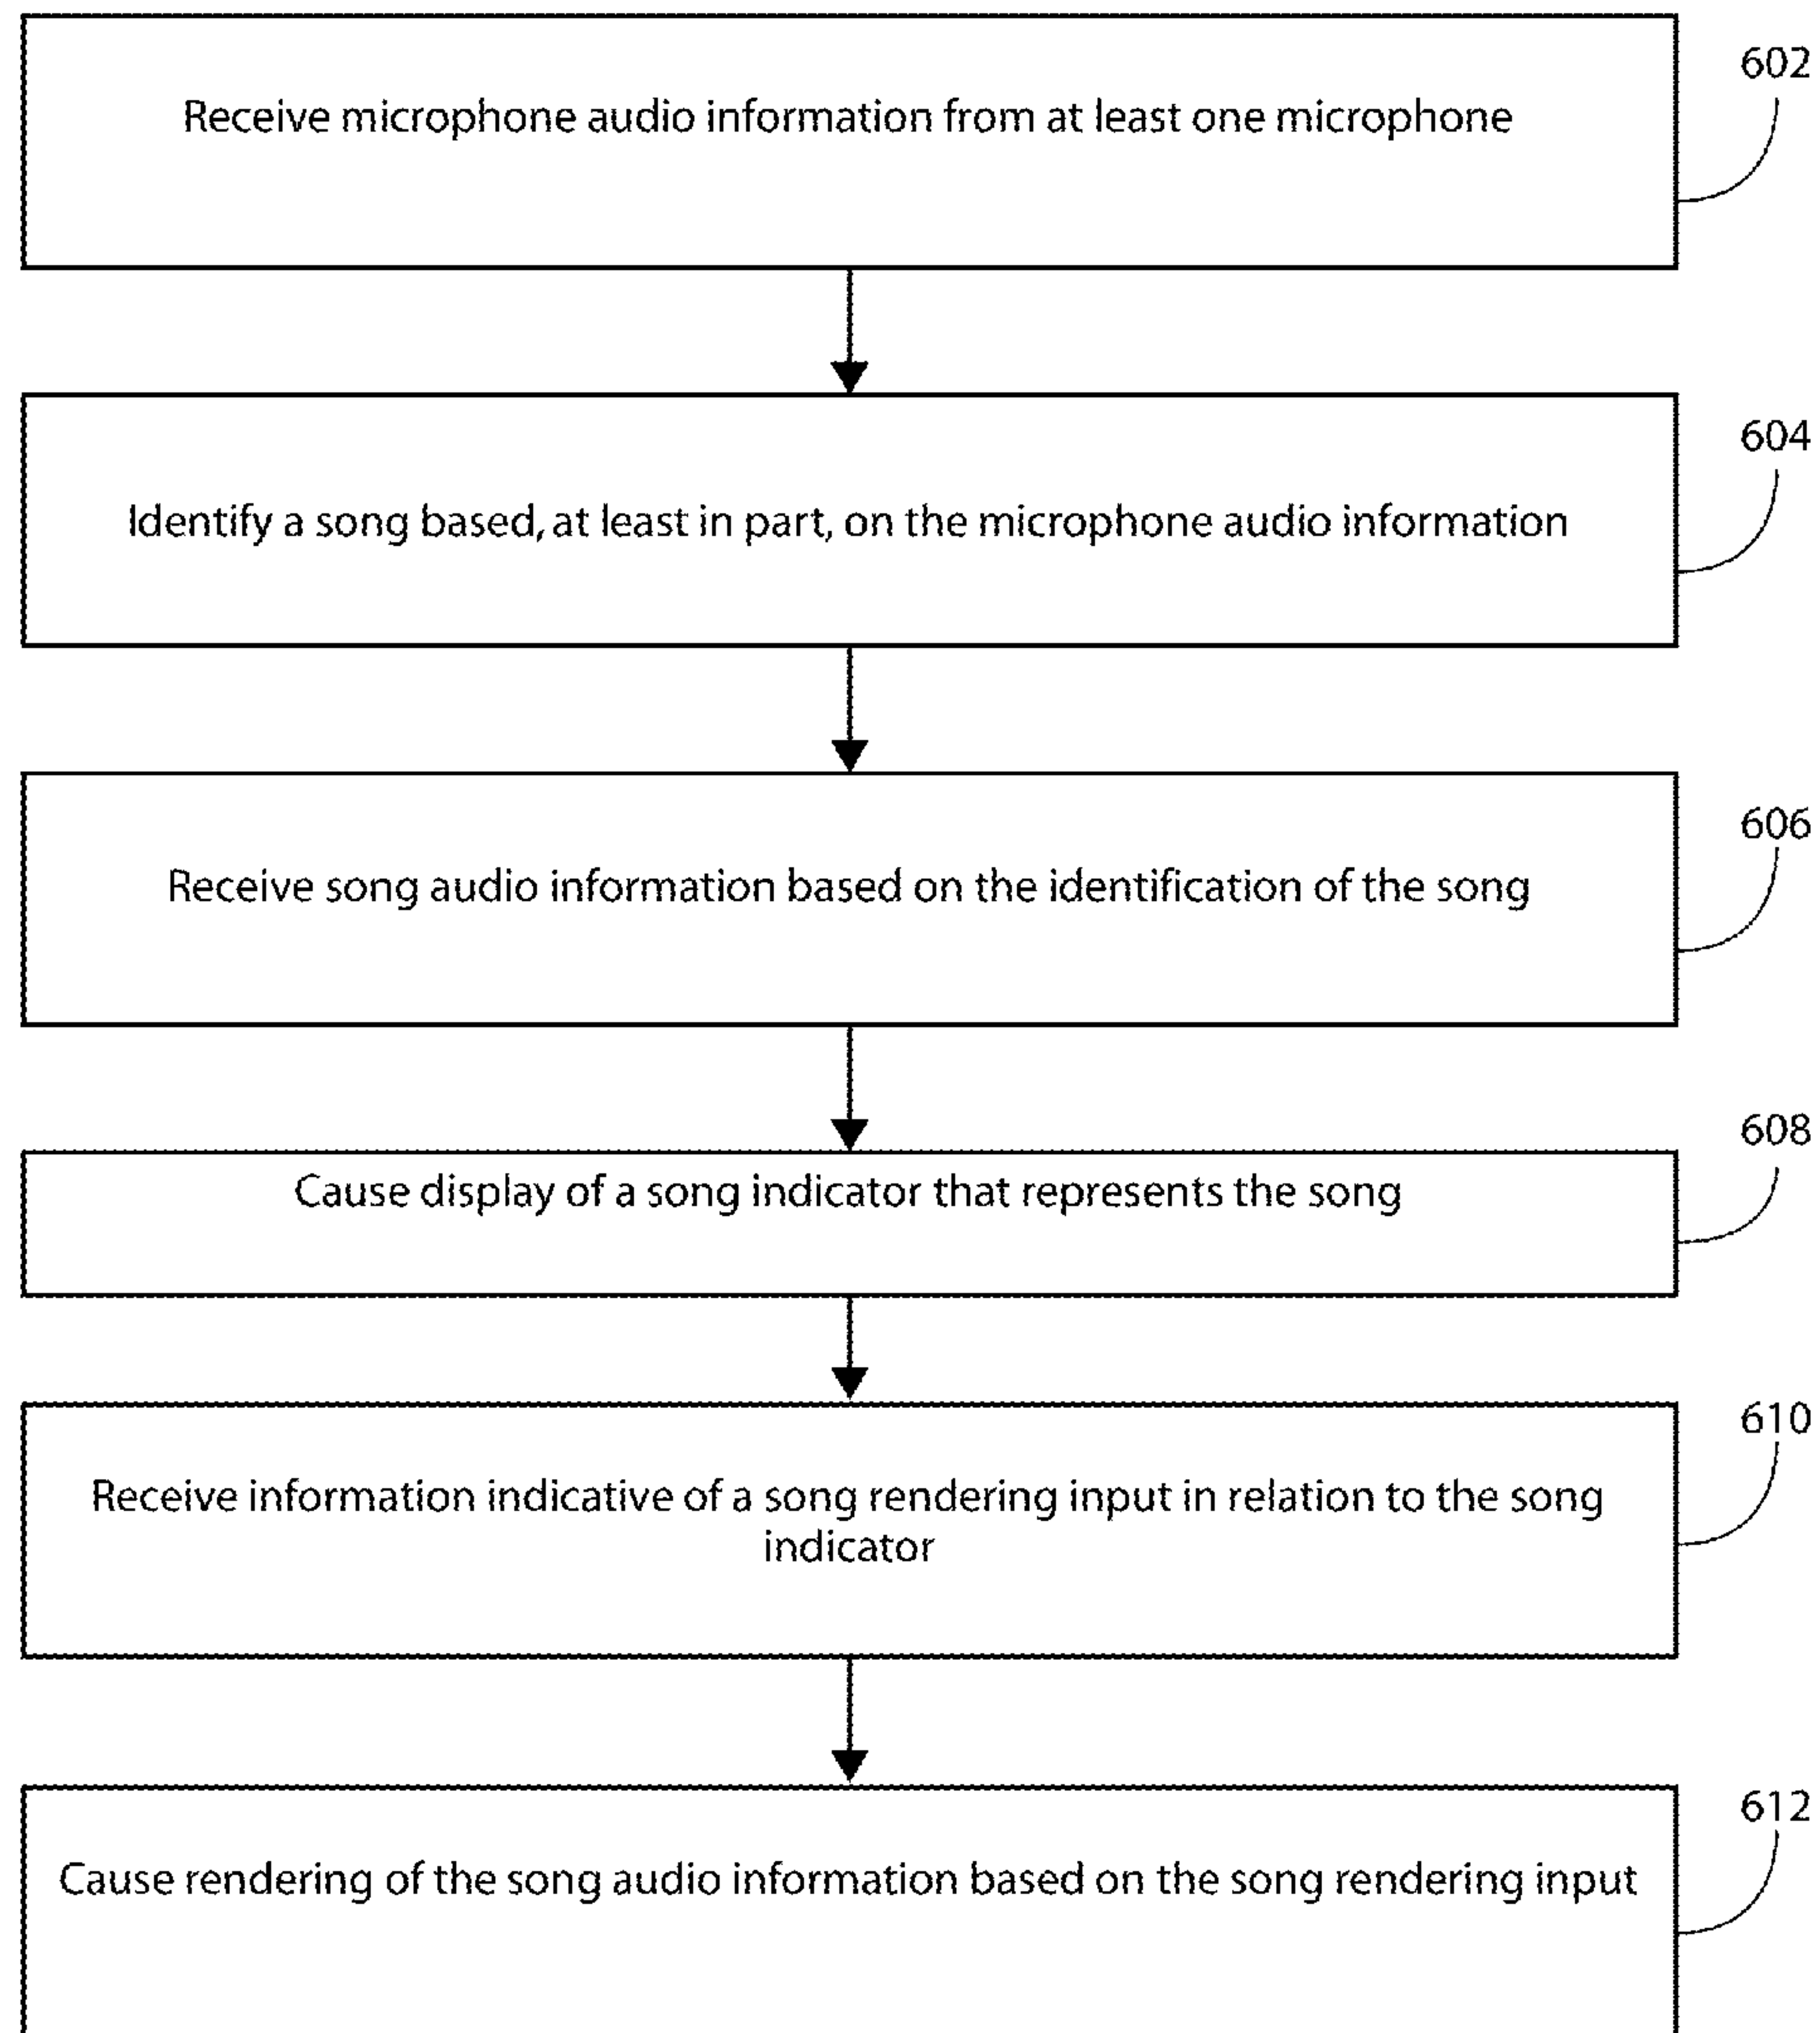 602
Receive microphone audio information from at least one microphone
604
Identify a song based, at least in part, on the microphone audio information
606
Receive song audio information based on the identification of the song
608
Cause display of a song indicator that represents the song
610
Receive information indicative of a song rendering input in relation to the song
indicator
612
Cause rendering of the song audio information based on the song rendering input